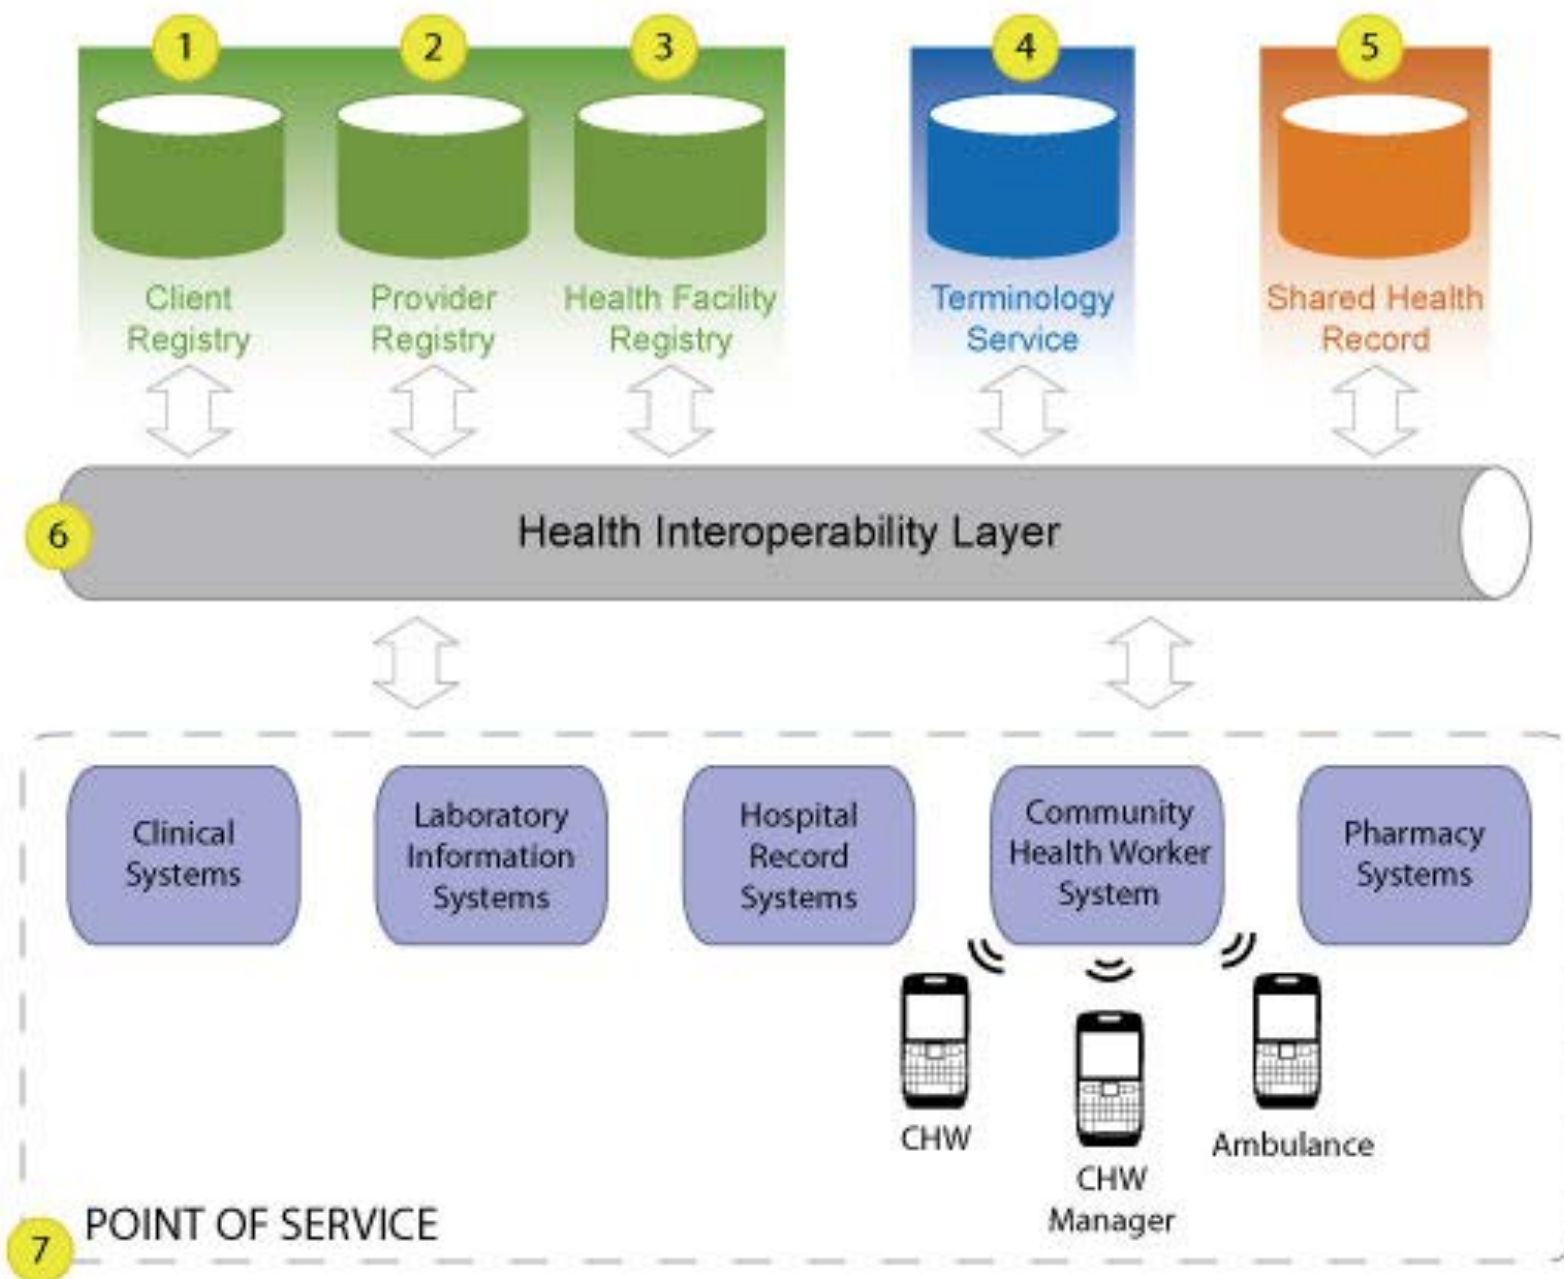 1
2
3
4
5
Client
Registry
Provider
Registry
Health Facility
Registry
Terminology
Service
Shared Health
Record
6
Health Interoperability Layer
Clinical
Systems
Laboratory
Information
Systems
Hospital
Record
Systems
Community
Health Worker
System
Pharmacy
Systems
CHW
CHW
Manager
Ambulance
7
POINT OF SERVICE